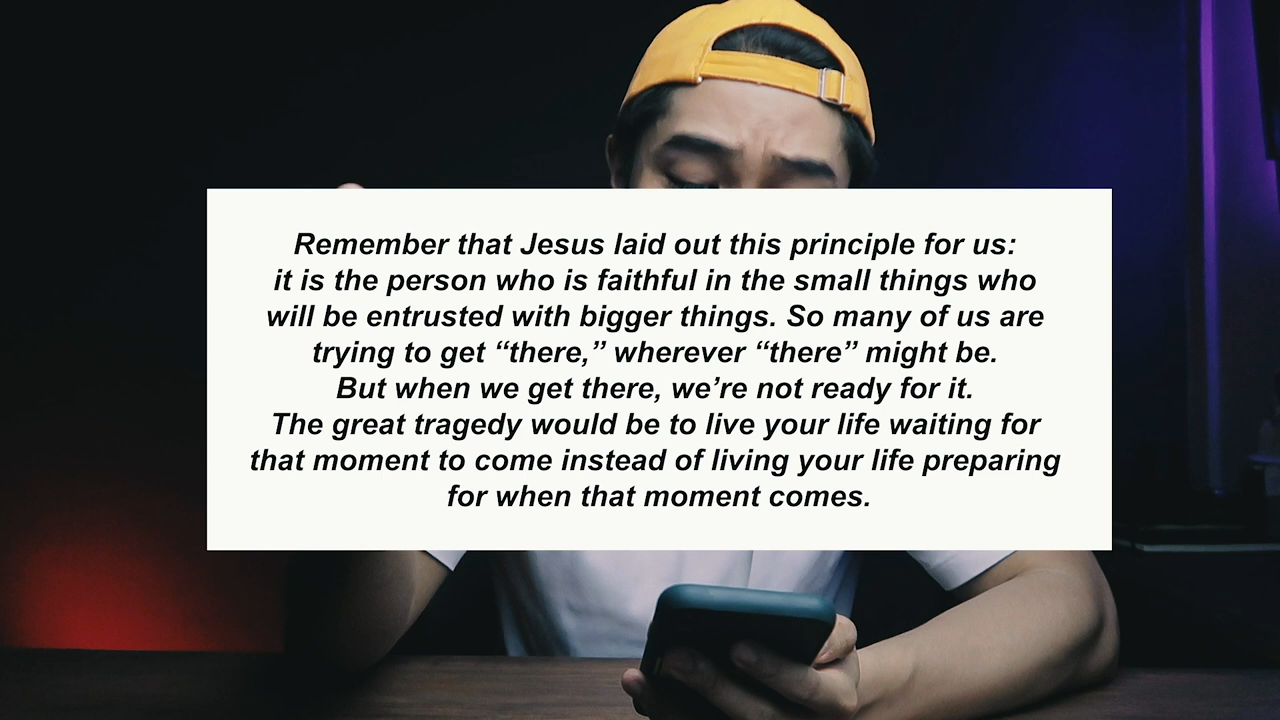 Remember that Jesus laid out this principle for us:
it is the person who is faithful in the small things who
will be entrusted with bigger things. So many of us are
trying to get “there,” wherever “there” might be.
But when we get there, we’re not ready for it.
The great tragedy would be to live your life waiting for
that moment to come instead of living your life preparing
for when that moment comes.